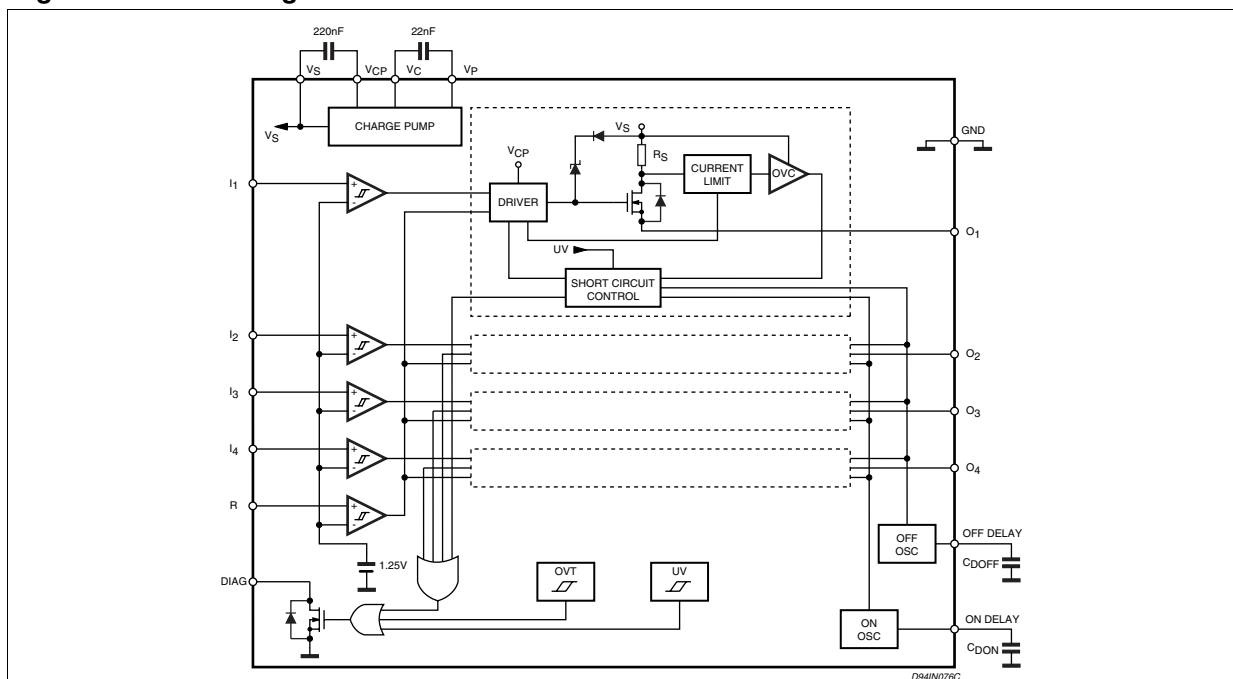 220nF 22nF
VS VCP VC VP
CHARGE PUMP
VS
GND
VS
RS
VCP
CURRENT
LIMIT
OVC
I1
+
-
DRIVER
O1
UV
SHORT CIRCUIT
CONTROL
I2
+
-
O2
I3
+
-
O3
I4
+
-
O4
R
+
-
OFF
OSC
OFF DELAY
CDOFF
1.25V
DIAG
OVT
UV
ON
OSC
ON DELAY
CDON
D94IN076C